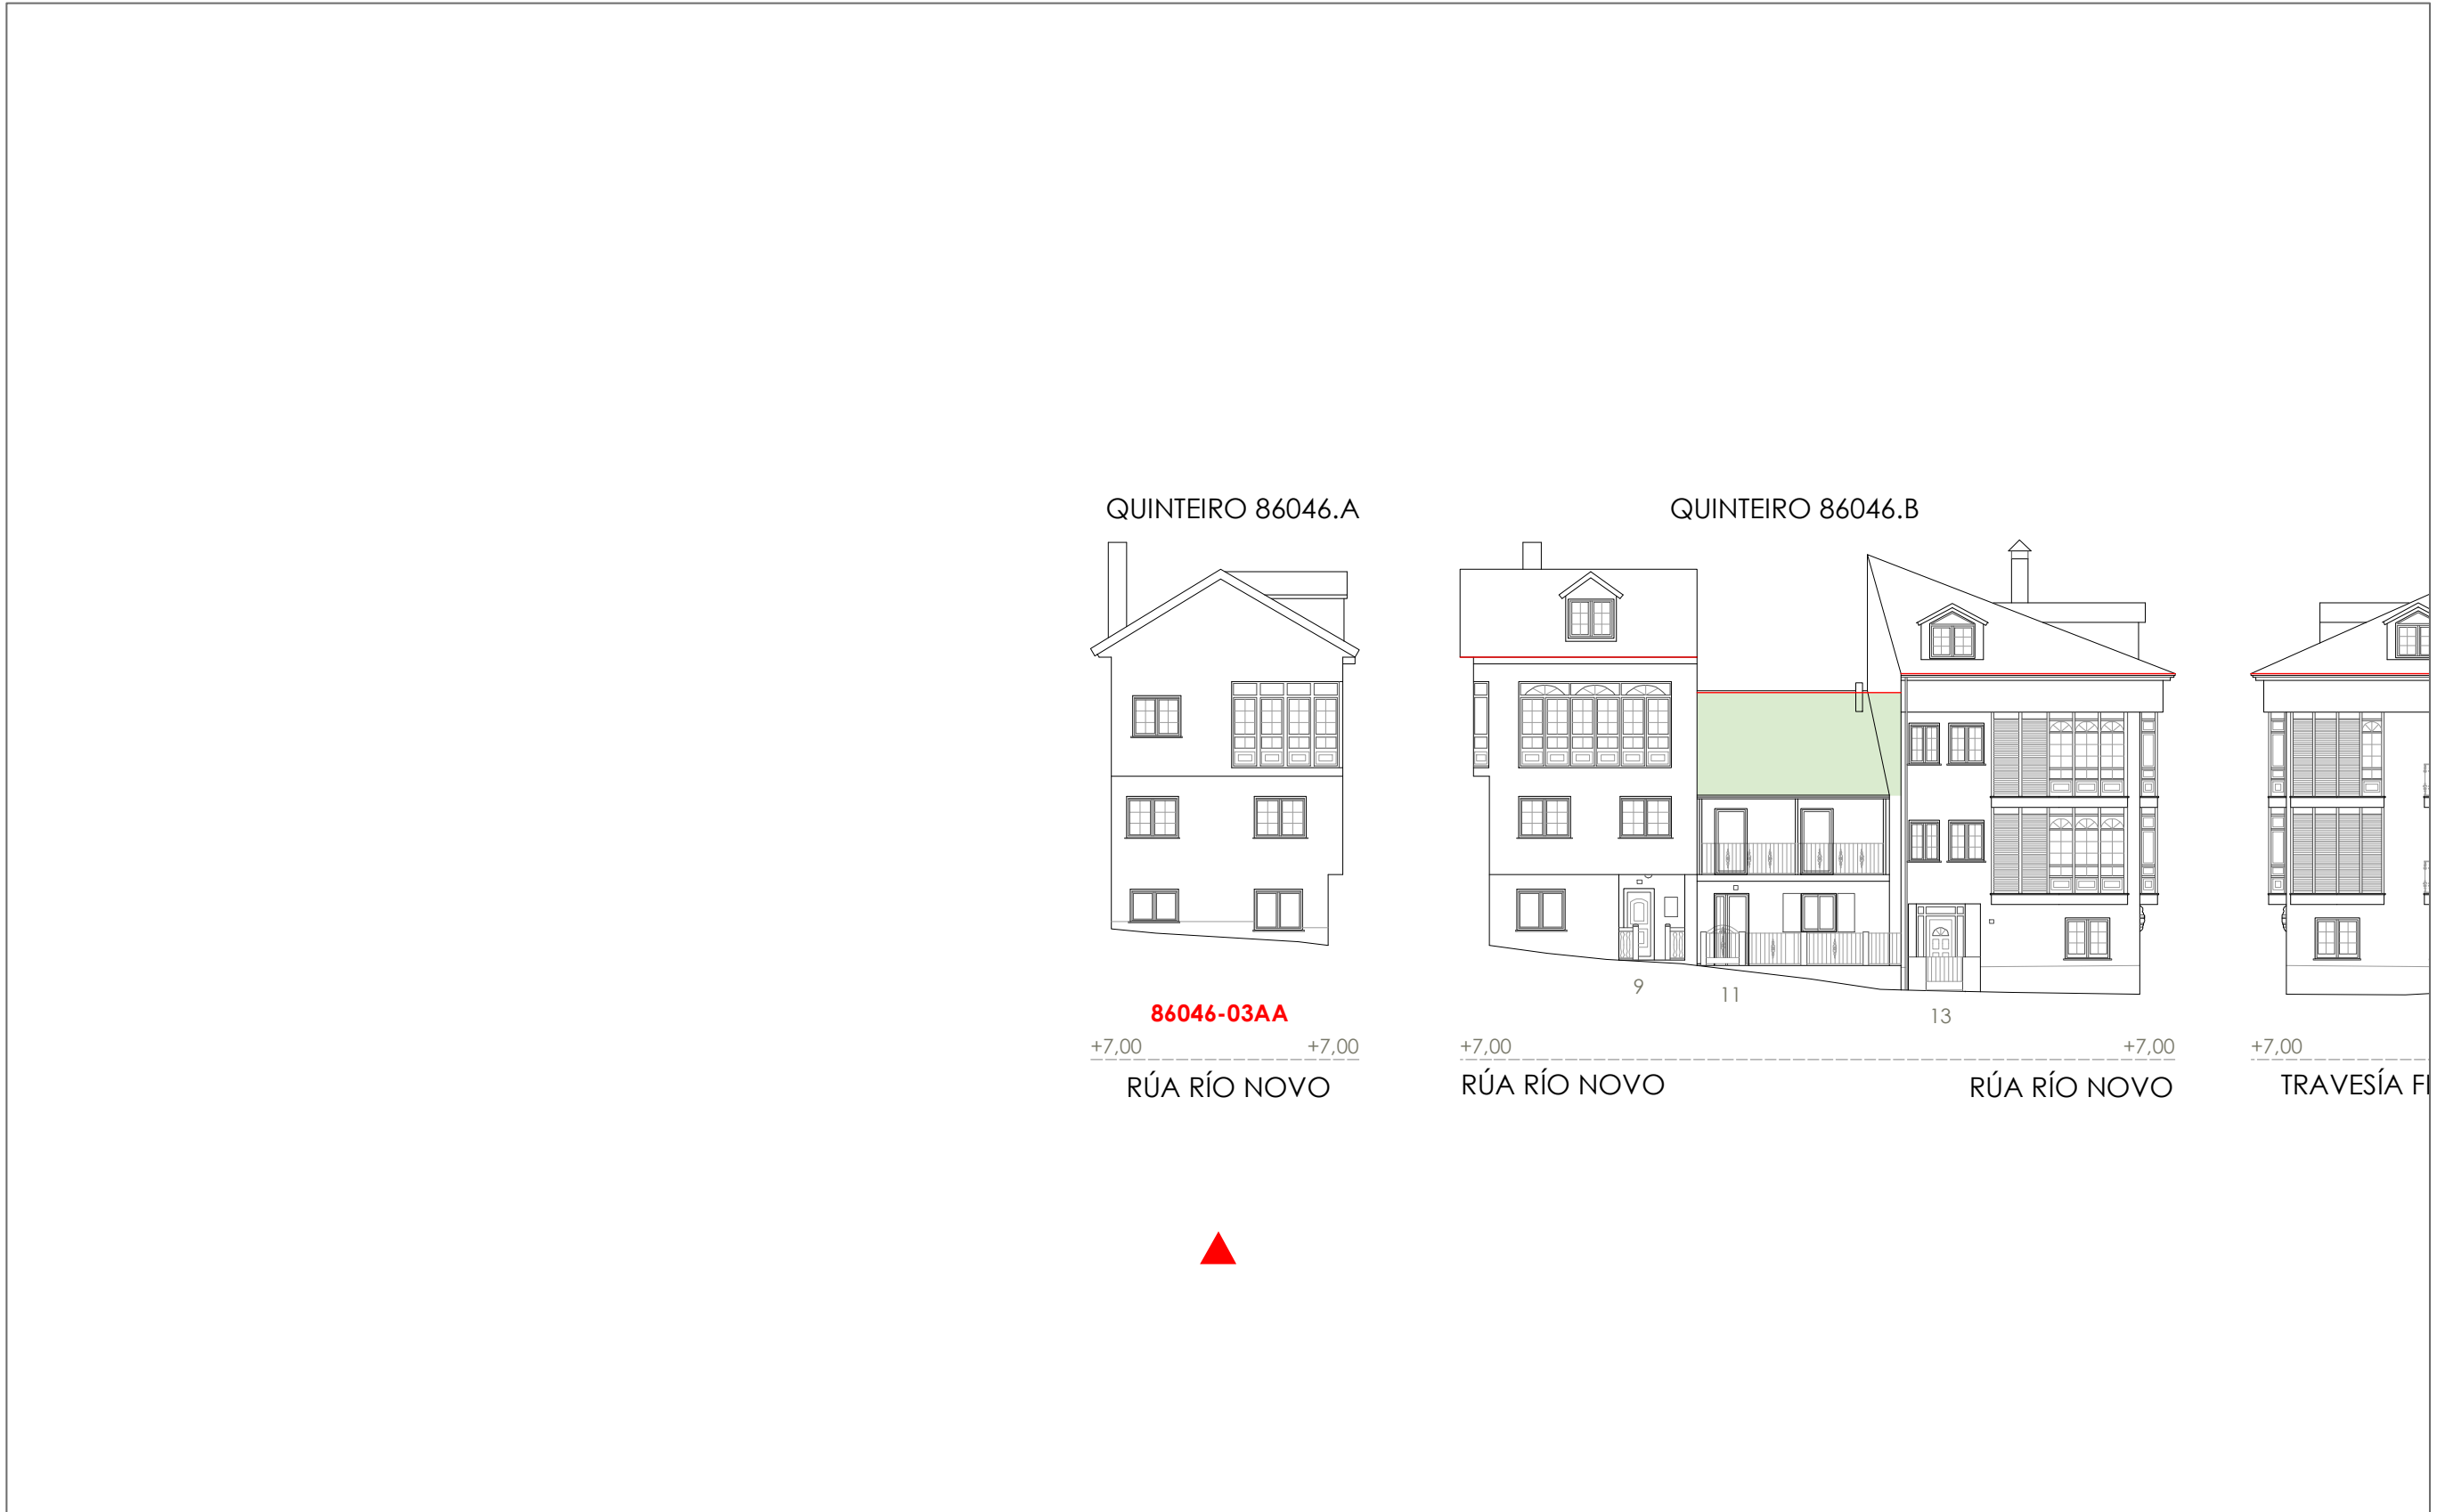 QUINTEIRO 86046.A
QUINTEIRO 86046.B
9
11
13
86046-03AA
+7,00 +7,00
+7,00 +7,00
+7,00
RÚA RÍO NOVO
RÚA RÍO NOVO
RÚA RÍO NOVO
TRAVESÍA